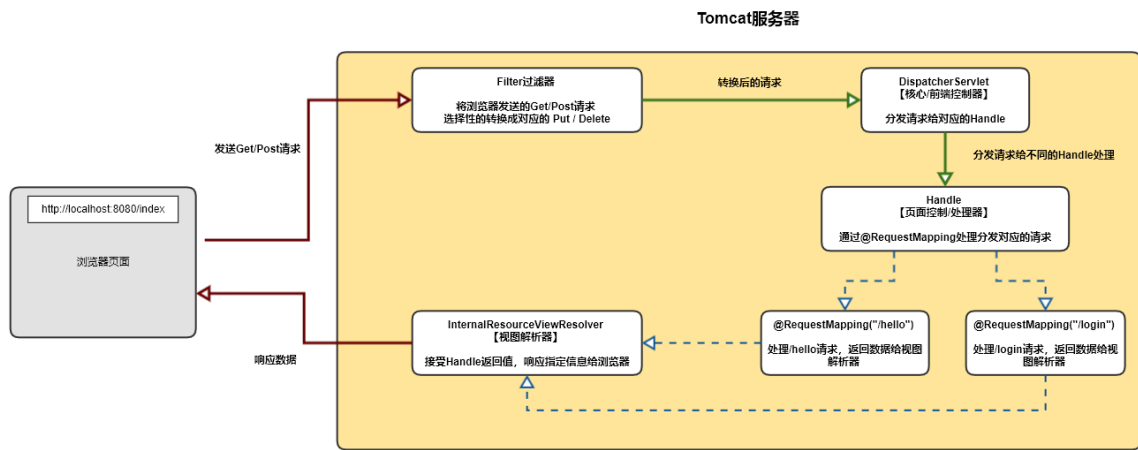 Tomcat服务器
Filter过滤器
将浏览器发送的Get/Post请求
选择性的转换成对应的 Put / Delete
转换后的请求
DispatcherServlet
【核心/前端控制器】
分发请求给对应的Handle
发送Get/Post请求
分发请求给不同的Handle处理
http://localhost:8080/index
浏览器页面
Handle
【页面控制/处理器】
通过@RequestMapping处理分发对应的请求
InternalResourceViewResolver
【视图解析器】
接受Handle返回值，响应指定信息给浏览器
@RequestMapping("/hello")
处理/hello请求，返回数据给视图
解析器
@RequestMapping("/login")
处理/login请求，返回数据给视
图解析器
响应数据